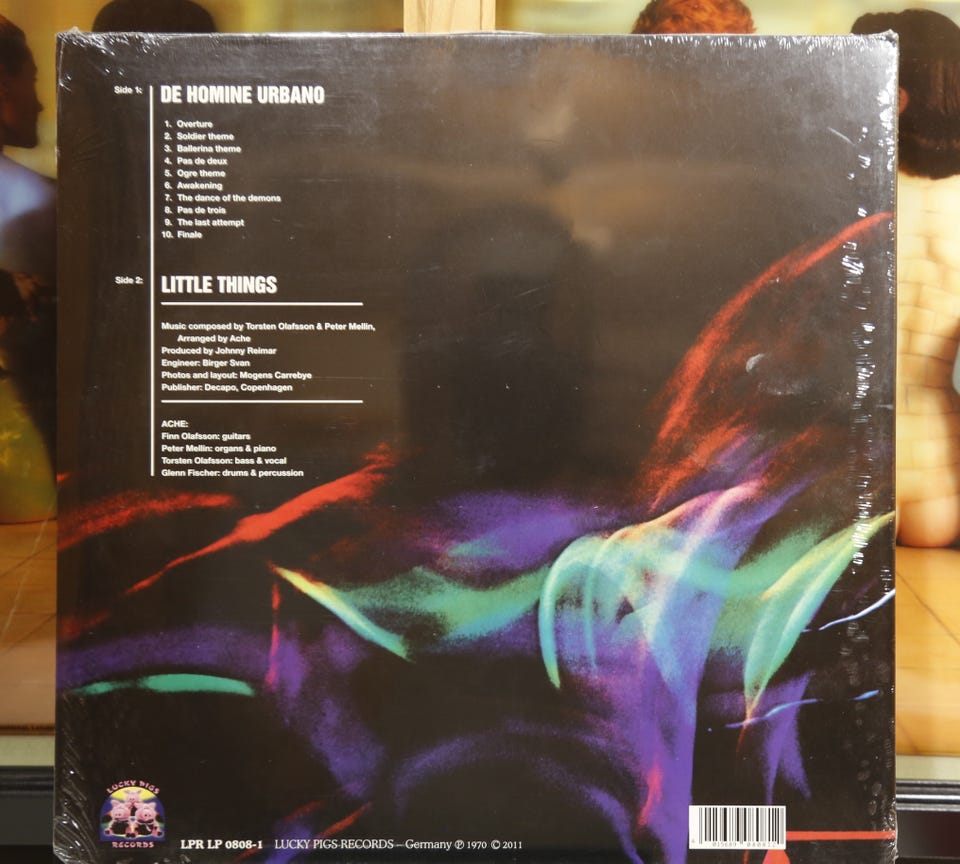 Side 1:
DE HOMINE URBANO
1. Overture
2. Soldier theme
3. Ballerina theme
4. Pas de deux
5. Ogre theme
6. Awakening
7. The dance of the demons
8. Pas de trois
9. The last attempt
10. Finale
Side 2:
LITTLE THINGS
Music composed by Torsten Olafsson & Peter Mellin,
Arranged by Ache
Produced by Johnny Reimar
Engineer: Birger Svan
Photos and layout: Mogens Carrebye
Publisher: Decapo, Copenhagen
ACHE:
Finn Olafsson: guitars
Peter Mellin: organs & piano
Torsten Olafsson: bass & vocal
Glenn Fischer: drums & percussion
LUCKY PIGS
RECORDS
LPR LP 0808-1 LUCKY PIGS RECORDS – Germany ℗ 1970 © 2011